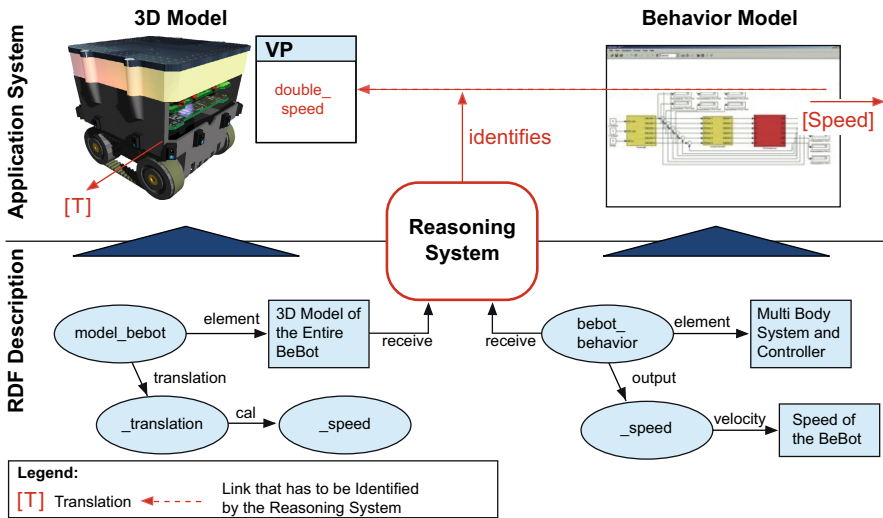 3D Model
Behavior Model
Application System
VP
double_
speed
identifies
[Speed]
[T]
Reasoning
System
RDF Description
model_bebot
element
3D Model of
the Entire
BeBot
receive
receive
bebot_
behavior
element
Multi Body
System and
Controller
translation
output
_translation
cal
_speed
_speed
velocity
Speed of
the BeBot
Legend:
[T] Translation
Link that has to be Identified
by the Reasoning System